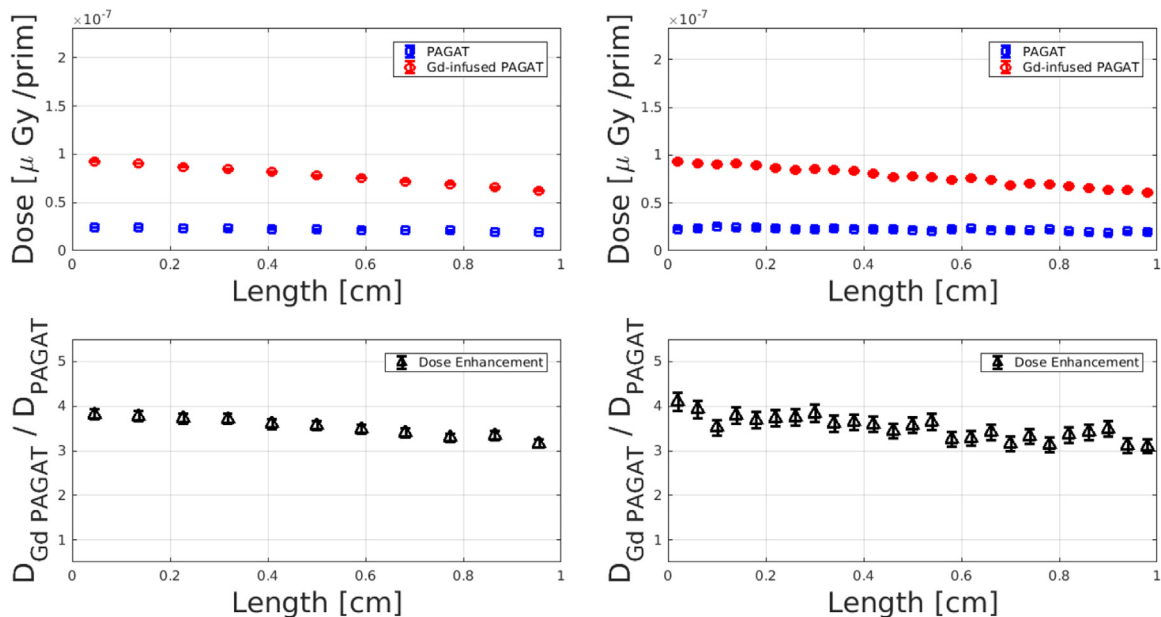 ×10⁻⁷
2
1.5
1
0.5
0
Dose [μ Gy /prim]
PAGAT
Gd-infused PAGAT
0 0.2 0.4 0.6 0.8 1
Length [cm]
×10⁻⁷
2
1.5
1
0.5
0
Dose [μ Gy /prim]
PAGAT
Gd-infused PAGAT
0 0.2 0.4 0.6 0.8 1
Length [cm]
5
4
3
2
1
D_Gd PAGAT / D_PAGAT
Dose Enhancement
0 0.2 0.4 0.6 0.8 1
Length [cm]
5
4
3
2
1
D_Gd PAGAT / D_PAGAT
Dose Enhancement
0 0.2 0.4 0.6 0.8 1
Length [cm]